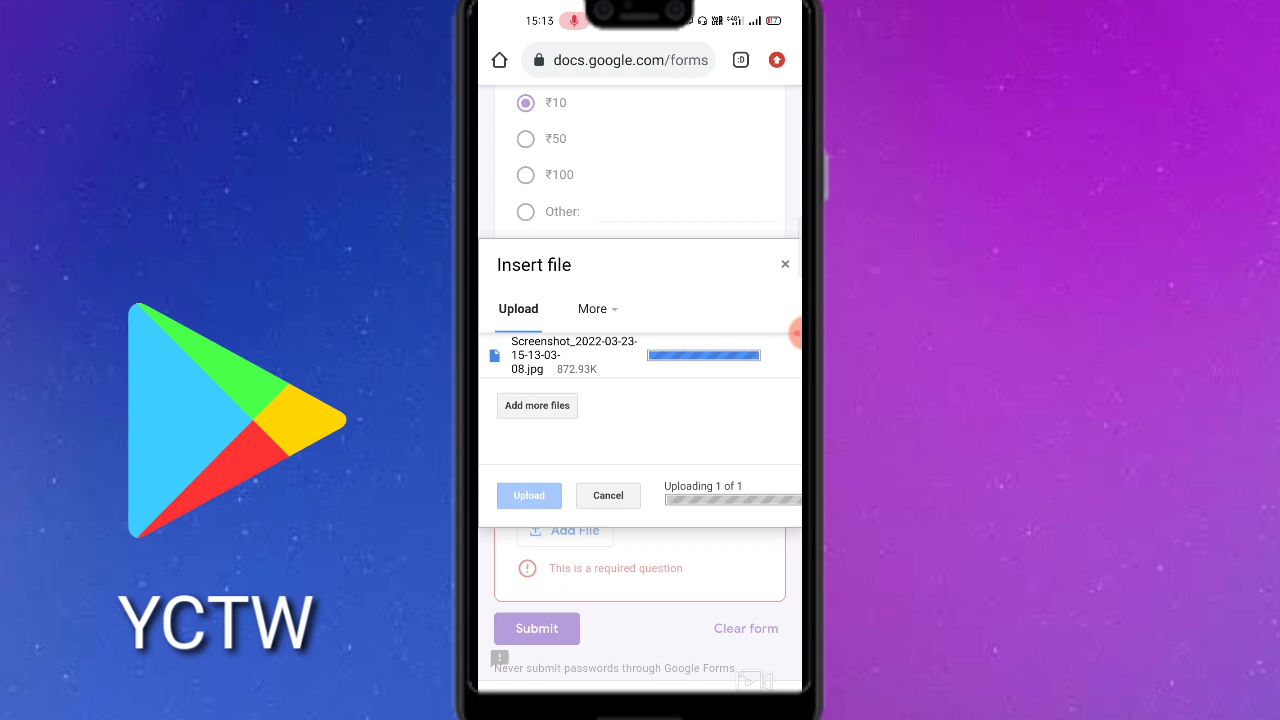 15:13
docs.google.com/forms
:D
₹10
₹50
₹100
Other:
Insert file
×
Upload
More
Screenshot_2022-03-23-
15-13-03-
08.jpg 872.93K
Add more files
Upload
Cancel
Uploading 1 of 1
Add File
This is a required question
Submit
Clear form
Never submit passwords through Google Forms.
YCTW